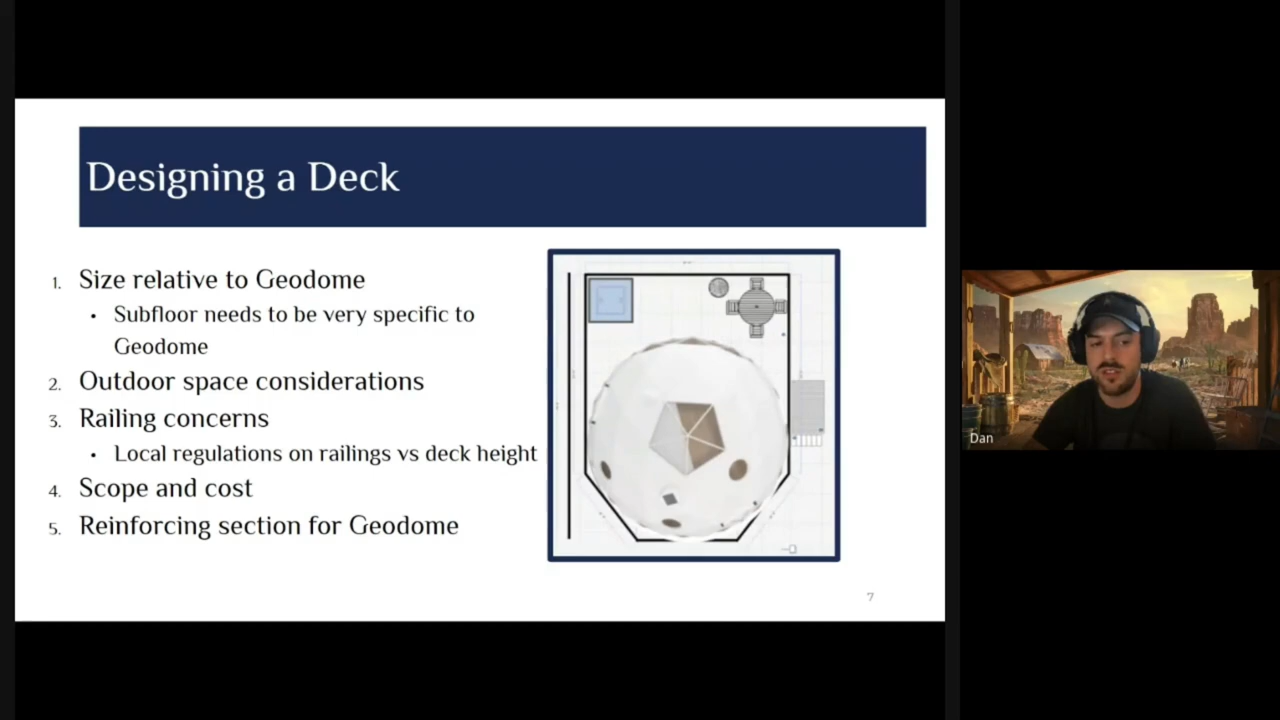 Designing a Deck
1. Size relative to Geodome
• Subfloor needs to be very specific to
Geodome
2. Outdoor space considerations
3. Railing concerns
• Local regulations on railings vs deck height
4. Scope and cost
5. Reinforcing section for Geodome
7
Dan